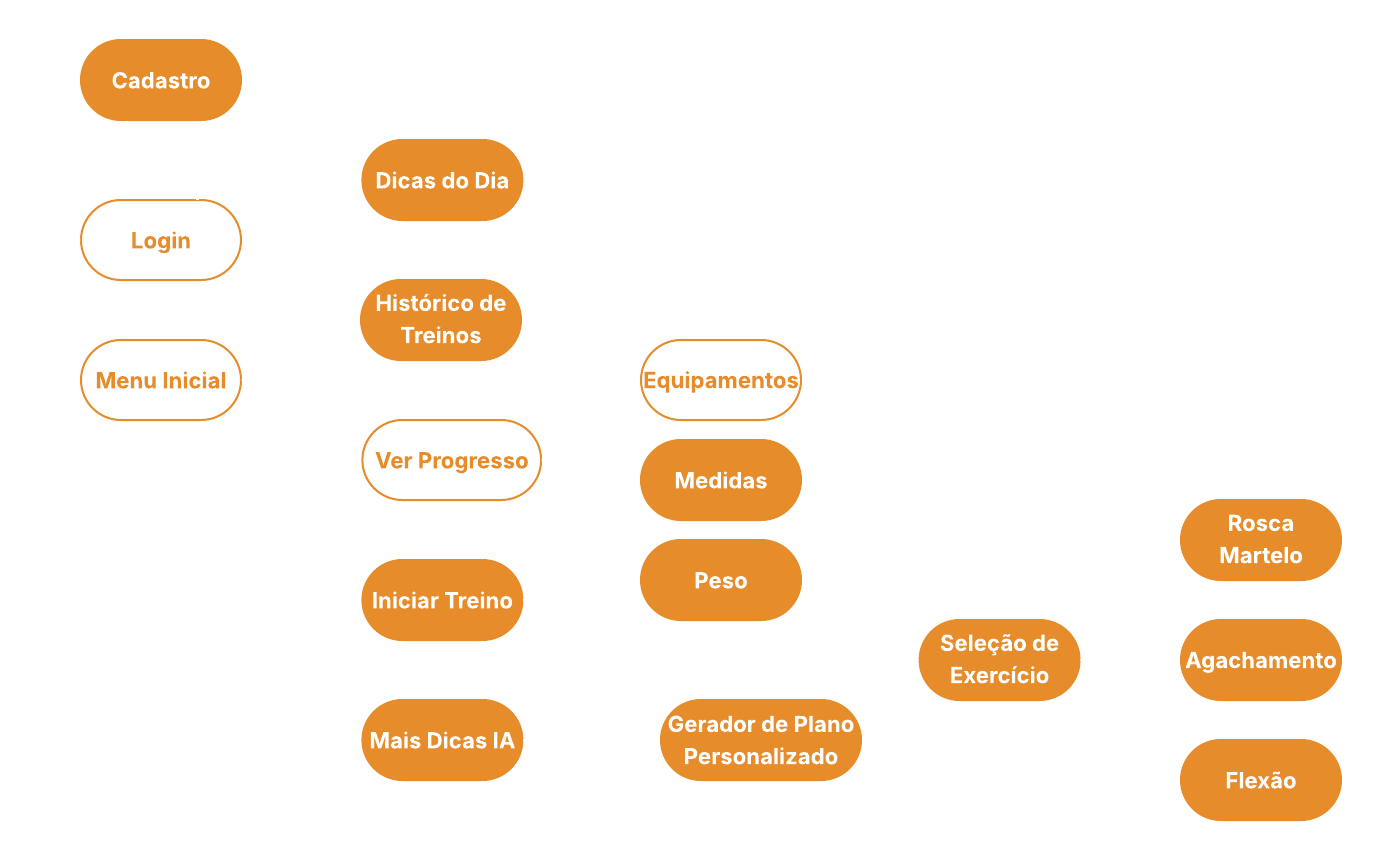 Cadastro
Login
Menu Inicial
Dicas do Dia
Histórico de
Treinos
Ver Progresso
Iniciar Treino
Mais Dicas IA
Equipamentos
Medidas
Peso
Gerador de Plano
Personalizado
Seleção de
Exercício
Rosca
Martelo
Agachamento
Flexão